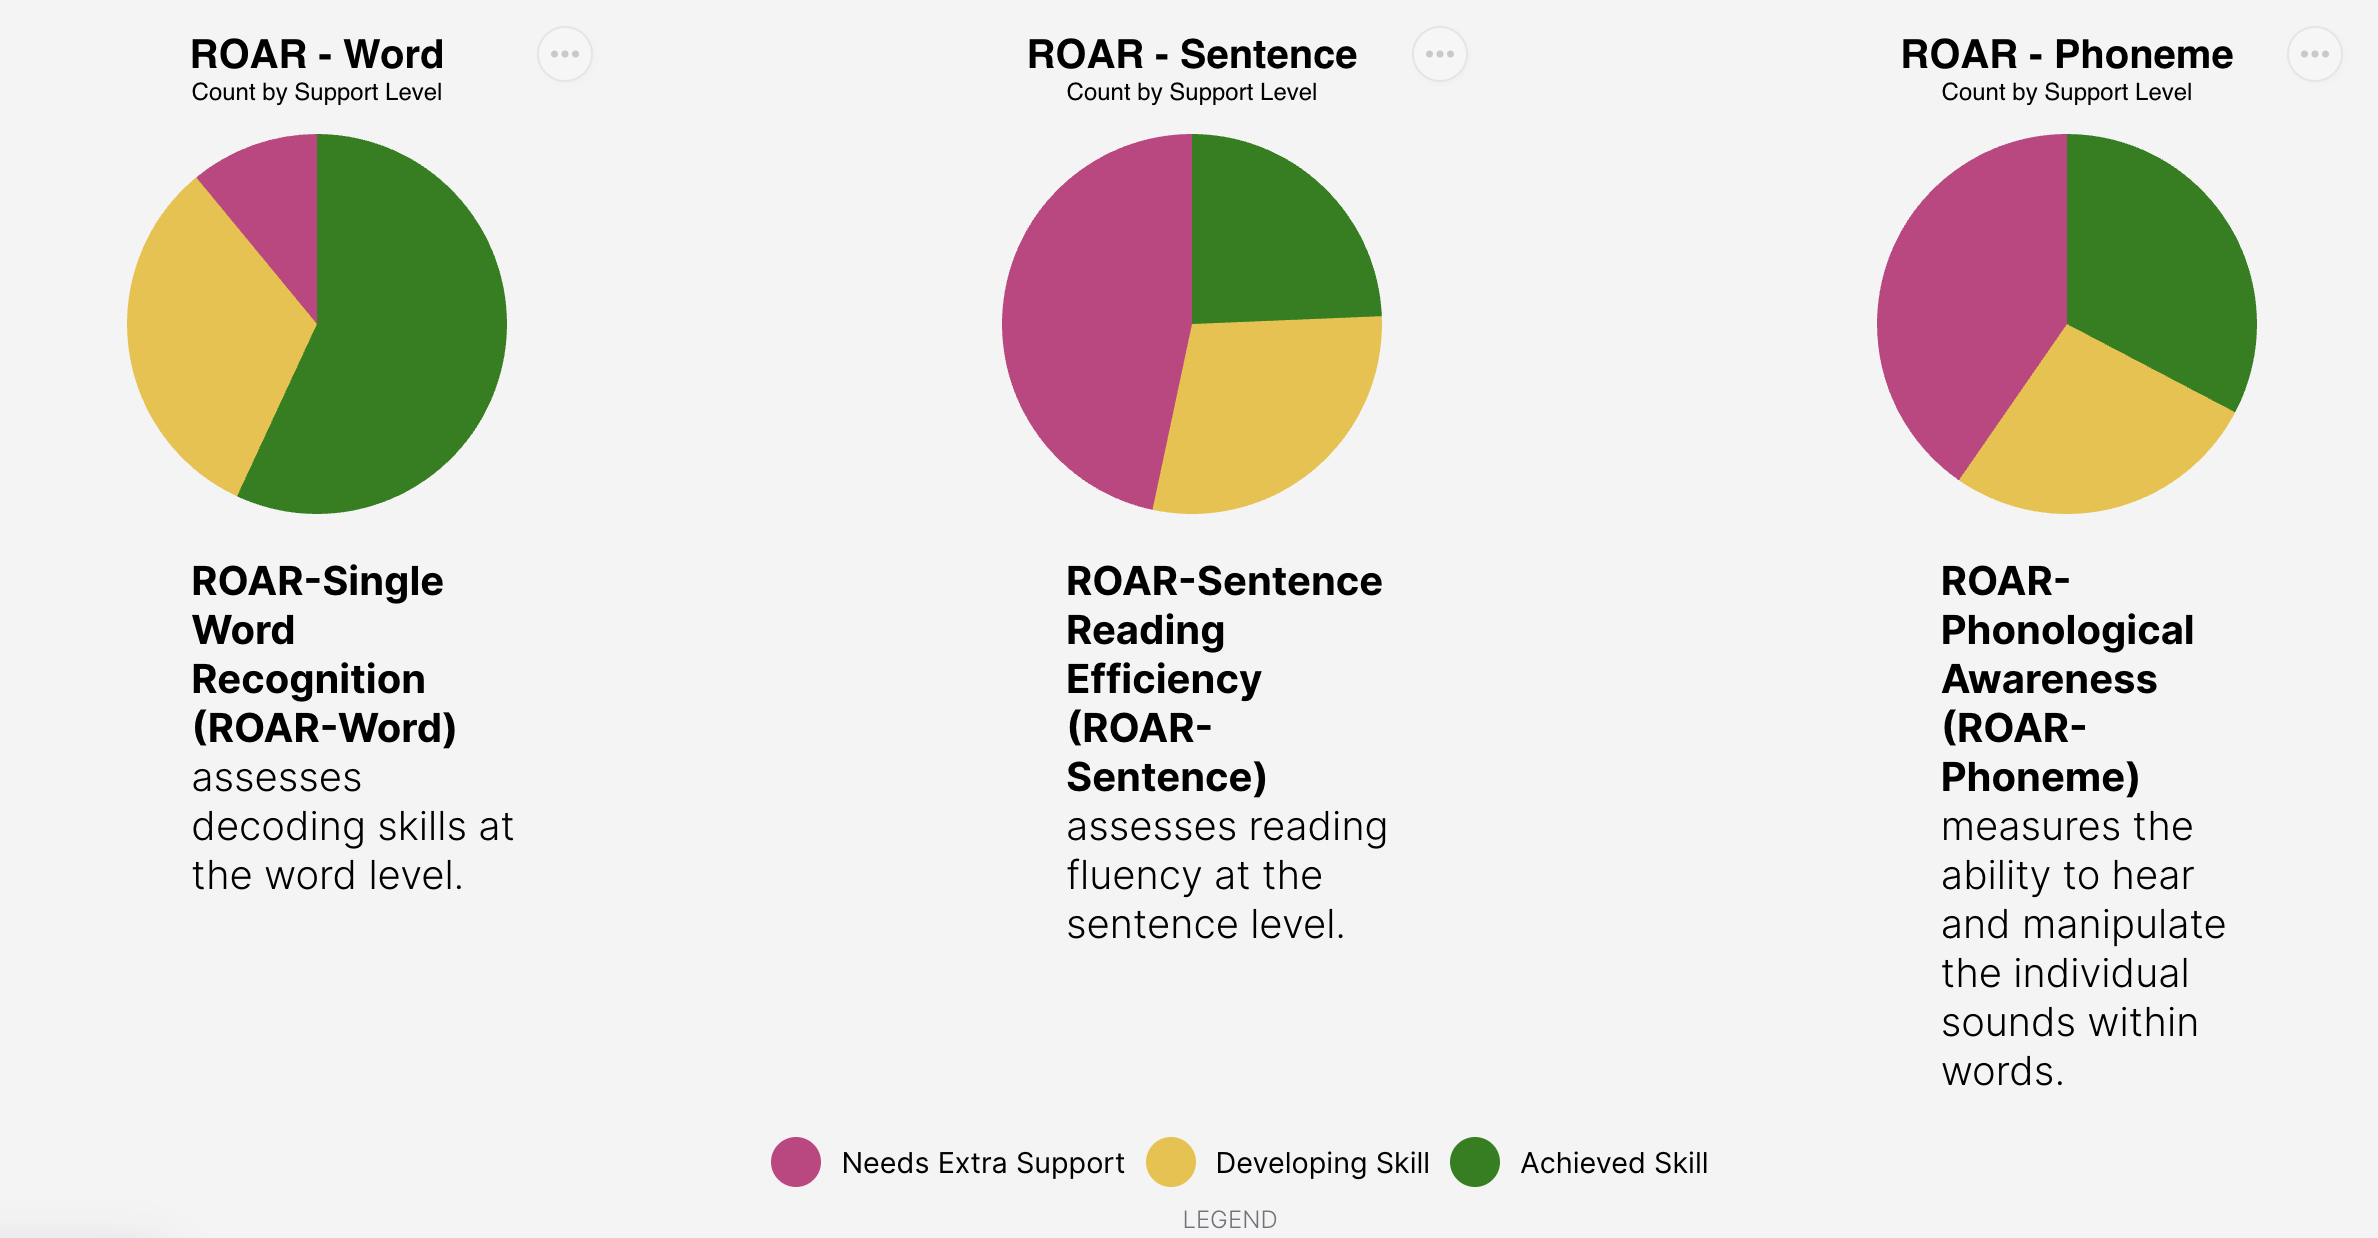 ROAR - Word
Count by Support Level
ROAR-Single
Word
Recognition
(ROAR-Word)
assesses
decoding skills at
the word level.
ROAR - Sentence
Count by Support Level
ROAR-Sentence
Reading
Efficiency
(ROAR-
Sentence)
assesses reading
fluency at the
sentence level.
ROAR - Phoneme
Count by Support Level
ROAR-
Phonological
Awareness
(ROAR-
Phoneme)
measures the
ability to hear
and manipulate
the individual
sounds within
words.
Needs Extra Support
Developing Skill
Achieved Skill
LEGEND